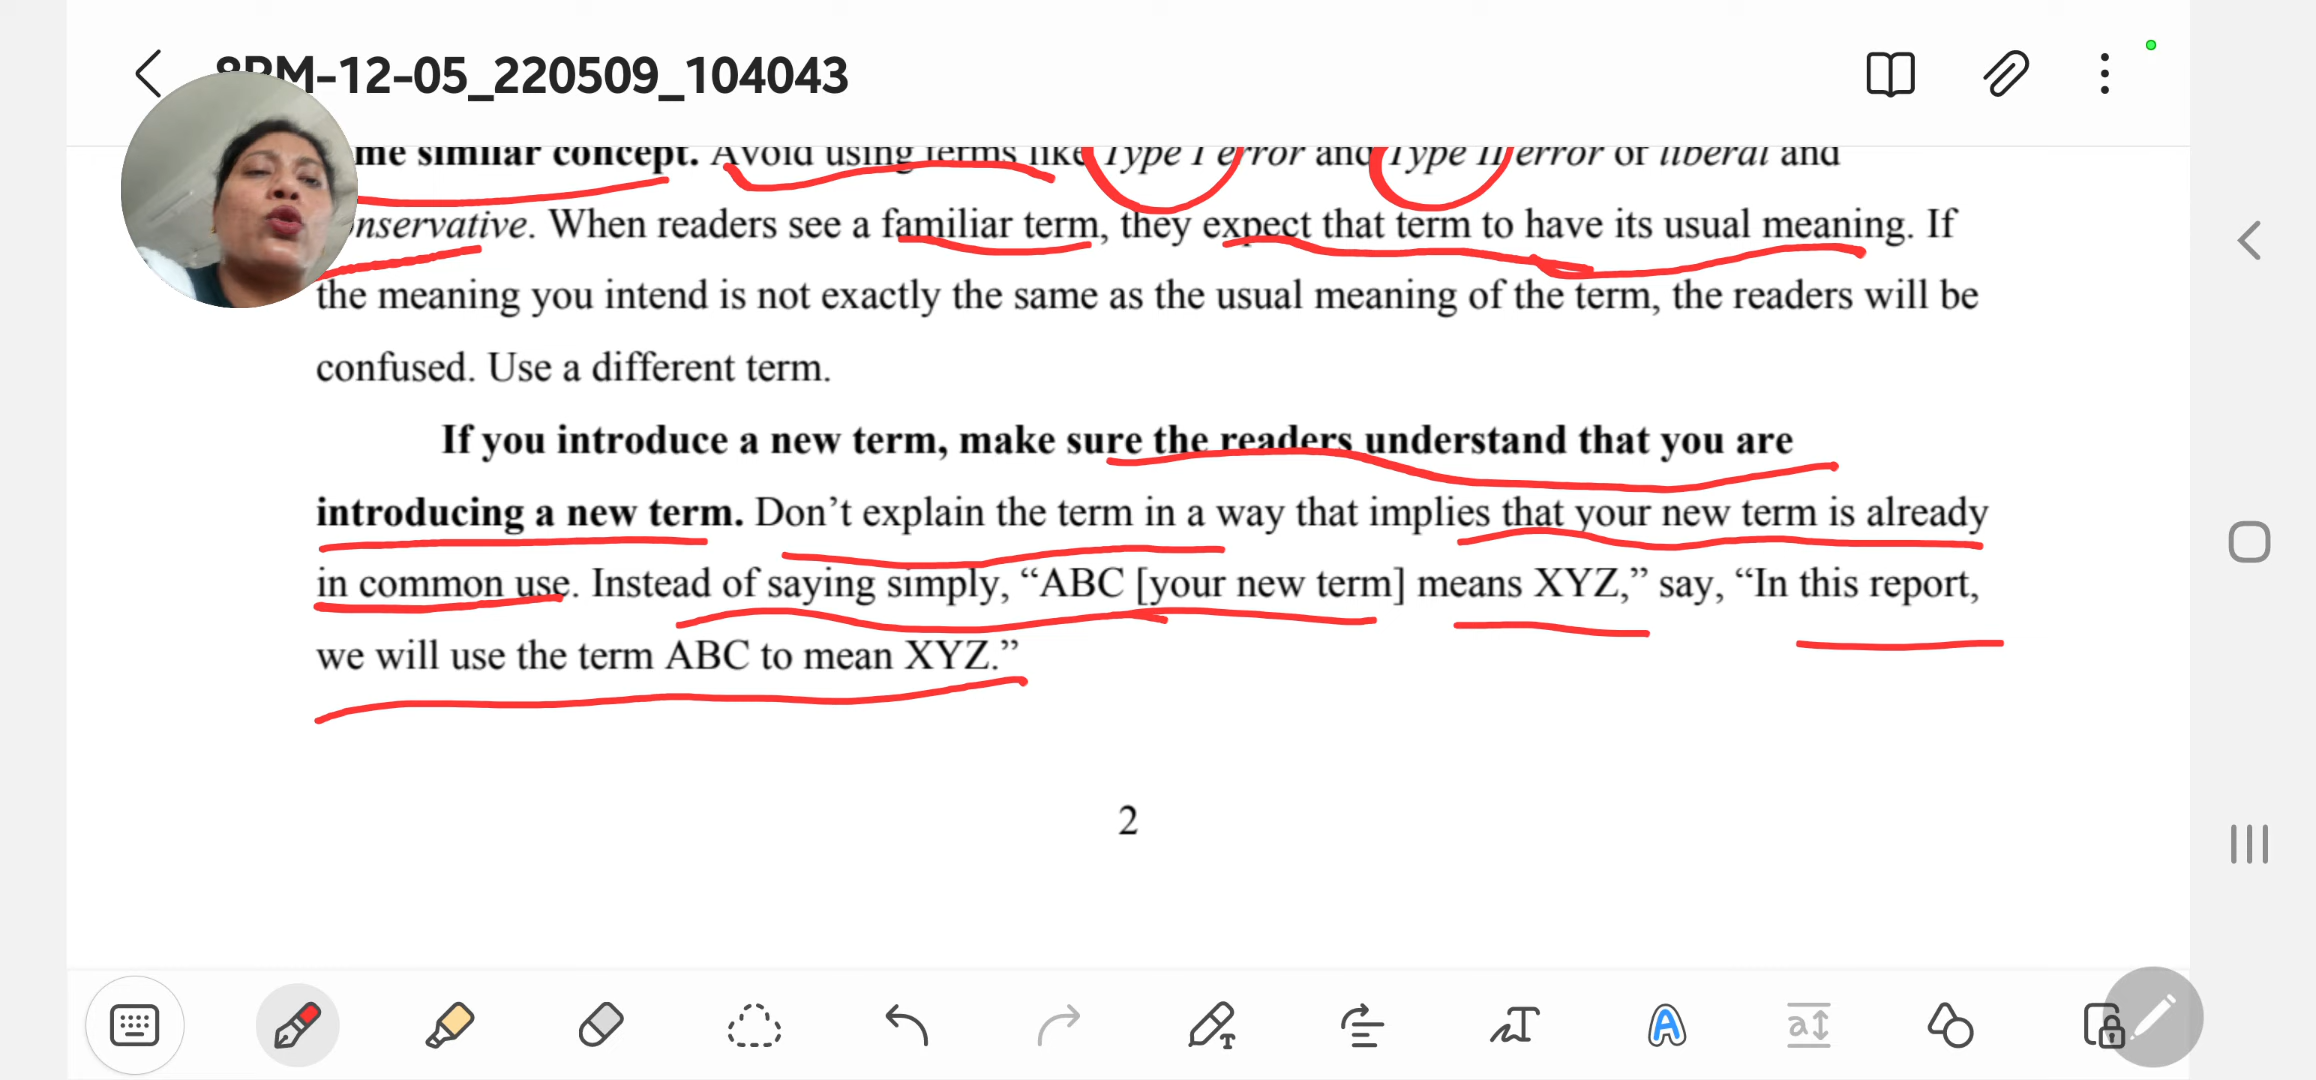 8PM-12-05_220509_104043
me similar concept. Avoid using terms like Type I error and Type II error or liberal and
nservative. When readers see a familiar term, they expect that term to have its usual meaning. If
the meaning you intend is not exactly the same as the usual meaning of the term, the readers will be
confused. Use a different term.
If you introduce a new term, make sure the readers understand that you are
introducing a new term. Don’t explain the term in a way that implies that your new term is already
in common use. Instead of saying simply, “ABC [your new term] means XYZ,” say, “In this report,
we will use the term ABC to mean XYZ.”
2